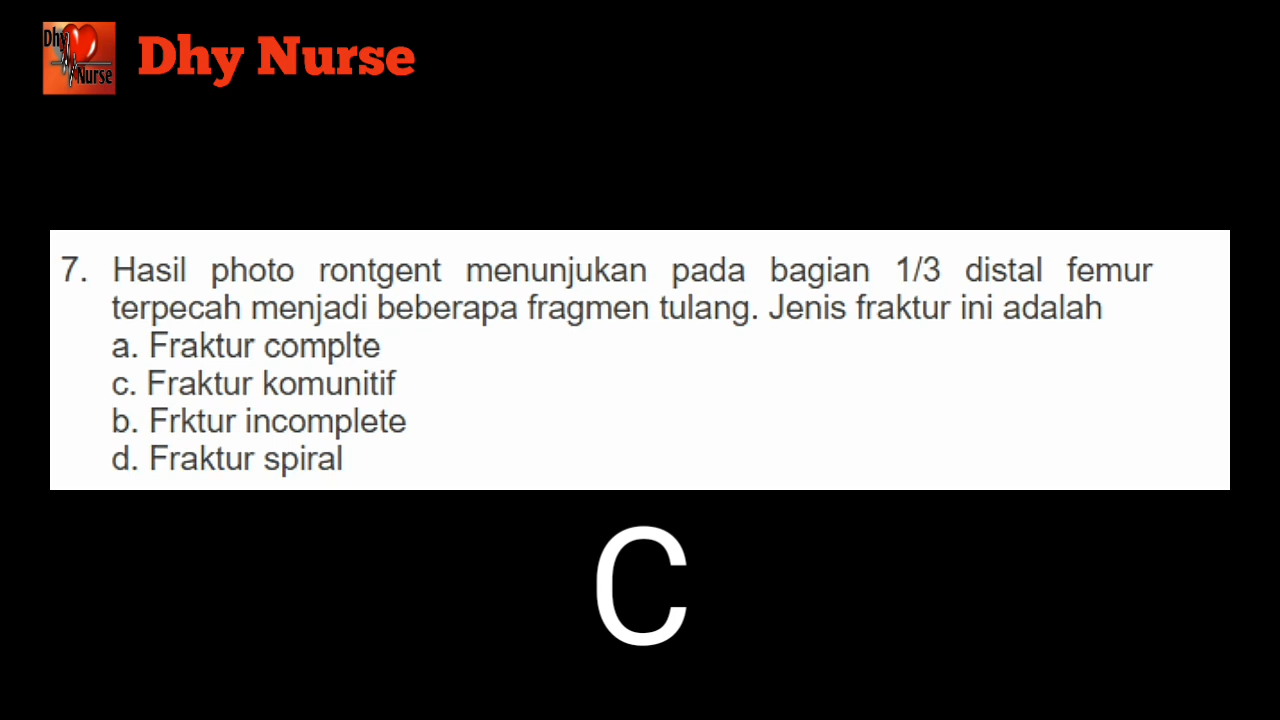 Dhy
Nurse
Dhy Nurse
7. Hasil photo rontgent menunjukan pada bagian 1/3 distal femur
terpecah menjadi beberapa fragmen tulang. Jenis fraktur ini adalah
a. Fraktur complte
c. Fraktur komunitif
b. Frktur incomplete
d. Fraktur spiral
C